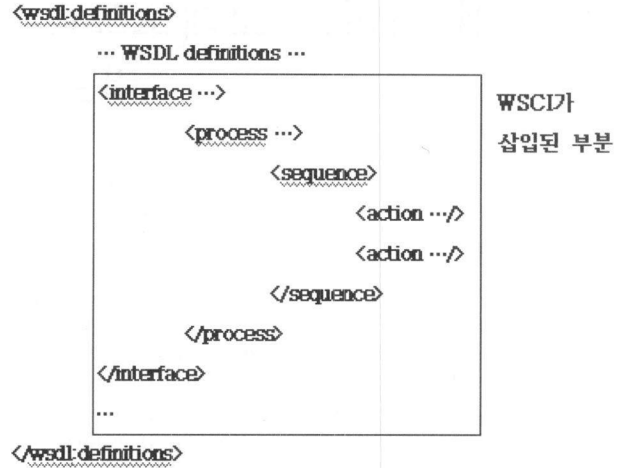 <wsdl:definitions>
… WSDL definitions …
<interface …>
<process …>
<sequence>
<action …/>
<action …/>
</sequence>
</process>
</interface>
…
</wsdl:definitions>
WSCI가
삽입된 부분